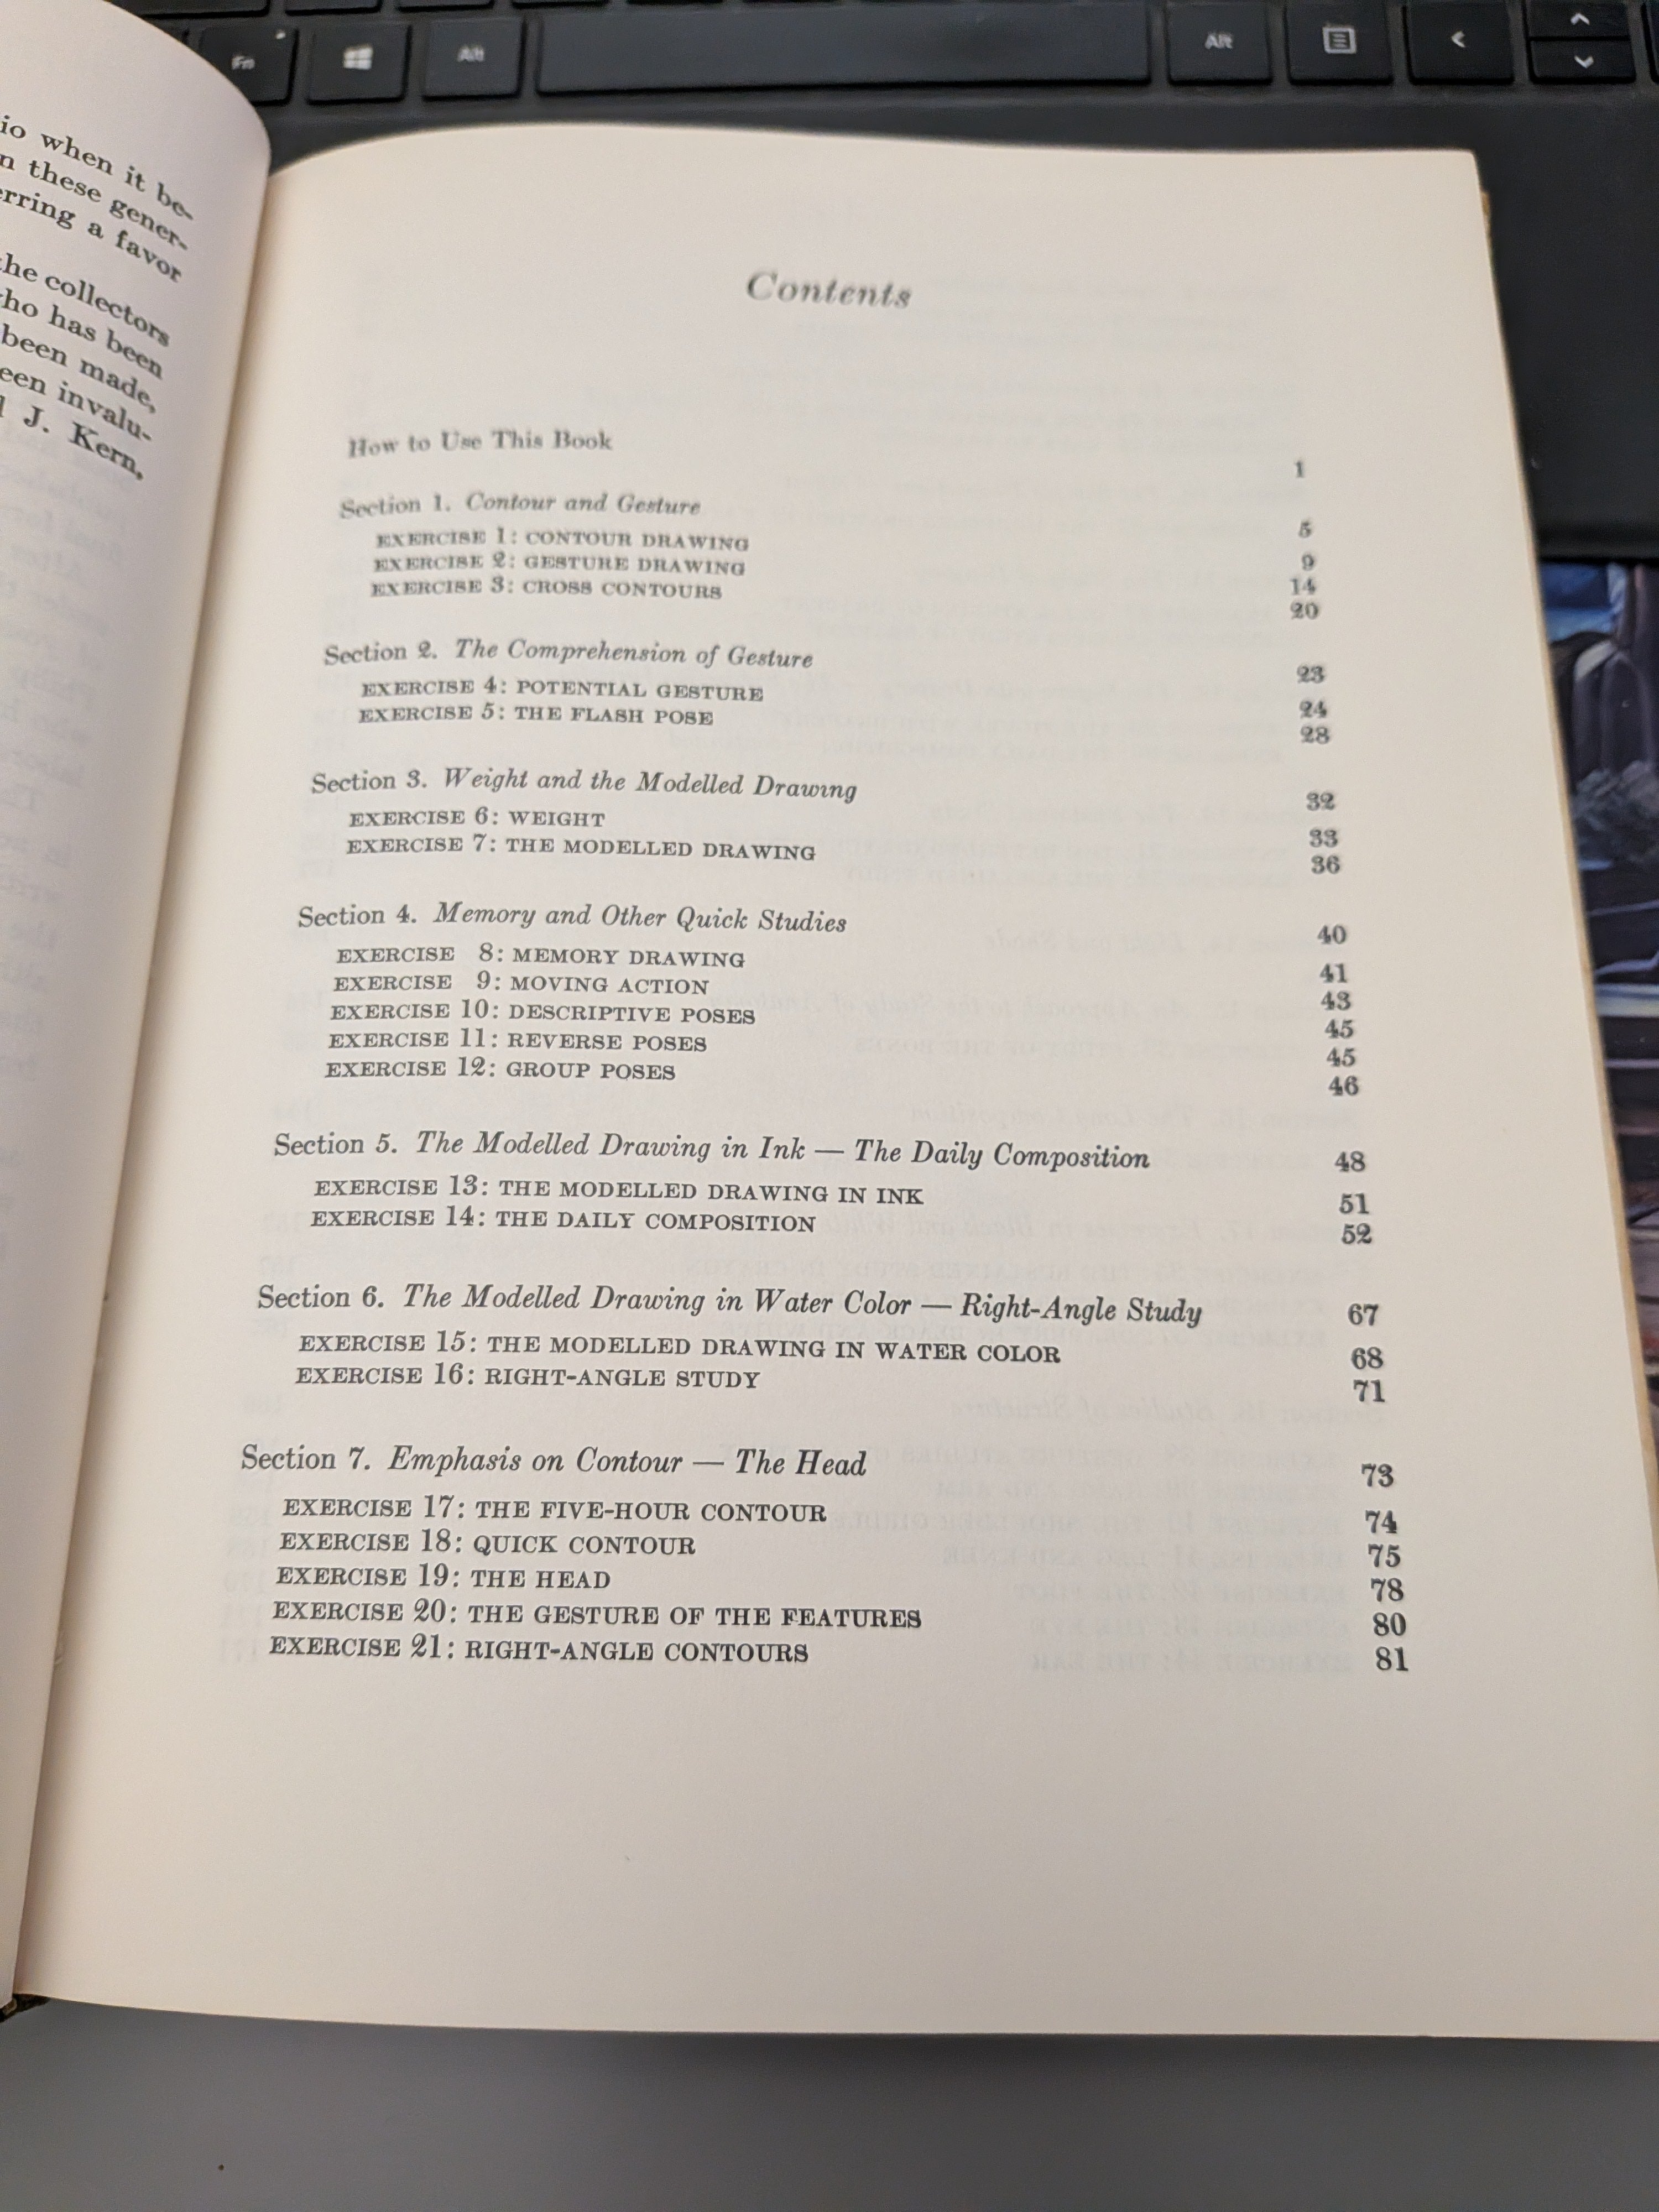 Fn
Alt
Alt
io when it be-
n these gener-
erring a favor
he collectors
ho has been
been made,
een invalu-
J. Kern,
Contents
How to Use This Book 1
Section 1. Contour and Gesture 5
EXERCISE 1: CONTOUR DRAWING 9
EXERCISE 2: GESTURE DRAWING 14
EXERCISE 3: CROSS CONTOURS 20
Section 2. The Comprehension of Gesture 23
EXERCISE 4: POTENTIAL GESTURE 24
EXERCISE 5: THE FLASH POSE 28
Section 3. Weight and the Modelled Drawing 32
EXERCISE 6: WEIGHT 33
EXERCISE 7: THE MODELLED DRAWING 36
Section 4. Memory and Other Quick Studies 40
EXERCISE 8: MEMORY DRAWING 41
EXERCISE 9: MOVING ACTION 43
EXERCISE 10: DESCRIPTIVE POSES 45
EXERCISE 11: REVERSE POSES 45
EXERCISE 12: GROUP POSES 46
Section 5. The Modelled Drawing in Ink — The Daily Composition 48
EXERCISE 13: THE MODELLED DRAWING IN INK 51
EXERCISE 14: THE DAILY COMPOSITION 52
Section 6. The Modelled Drawing in Water Color — Right-Angle Study 67
EXERCISE 15: THE MODELLED DRAWING IN WATER COLOR 68
EXERCISE 16: RIGHT-ANGLE STUDY 71
Section 7. Emphasis on Contour — The Head 73
EXERCISE 17: THE FIVE-HOUR CONTOUR 74
EXERCISE 18: QUICK CONTOUR 75
EXERCISE 19: THE HEAD 78
EXERCISE 20: THE GESTURE OF THE FEATURES 80
EXERCISE 21: RIGHT-ANGLE CONTOURS 81